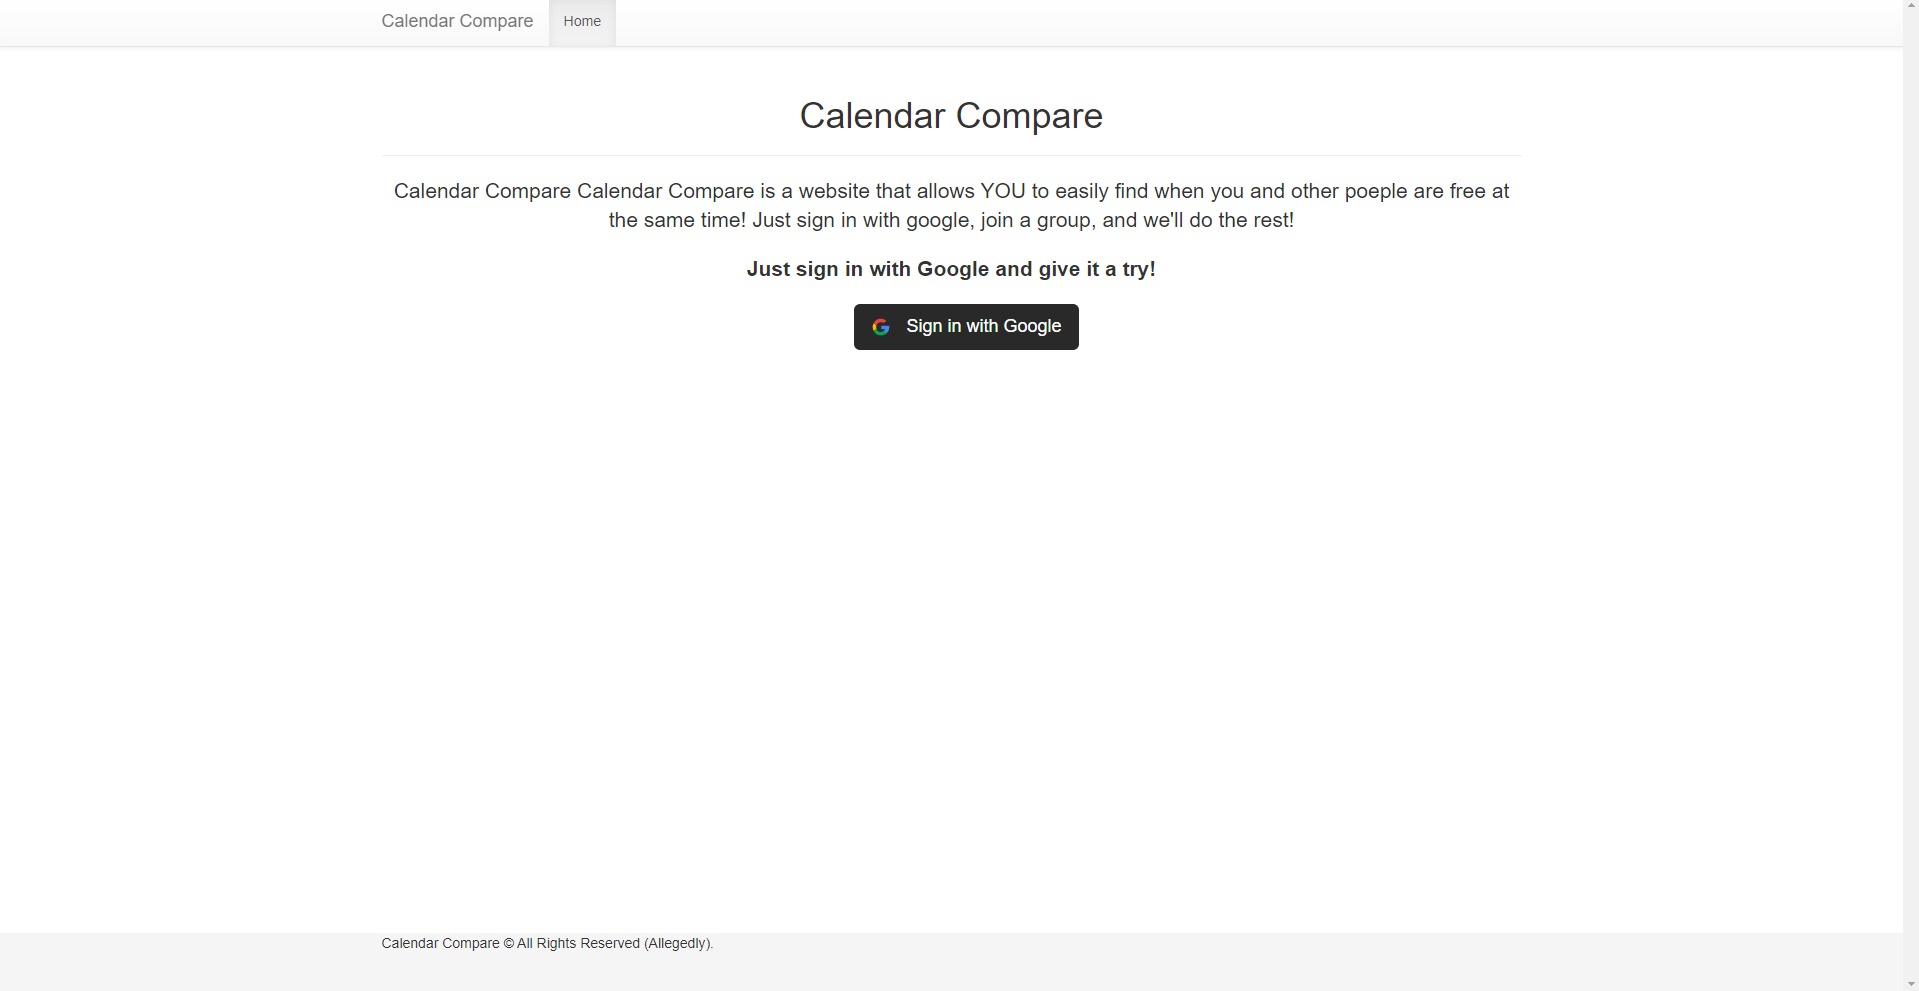 Calendar Compare Home
Calendar Compare
Calendar Compare Calendar Compare is a website that allows YOU to easily find when you and other poeple are free at
the same time! Just sign in with google, join a group, and we'll do the rest!
Just sign in with Google and give it a try!
Sign in with Google
Calendar Compare © All Rights Reserved (Allegedly).